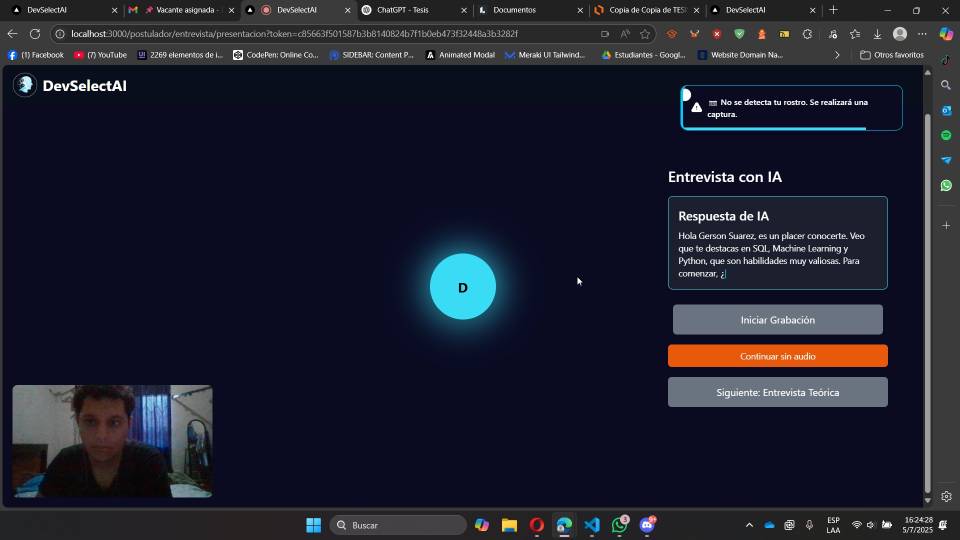 DevSelectAI
Vacante asignada -
DevSelectAI
ChatGPT - Tesis
Documentos
Copia de Copia de TESI
DevSelectAI
localhost:3000/postulador/entrevista/presentacion?token=c85663f501587b3b8140824b7f1b0eb473f32448a3b3282f
(1) Facebook
(7) YouTube
2269 elementos de i...
CodePen: Online Co...
SIDEBAR: Content P...
Animated Modal
Meraki UI Tailwind...
Estudiantes - Googl...
Website Domain Na...
Otros favoritos
DevSelectAI
No se detecta tu rostro. Se realizará una
captura.
Entrevista con IA
Respuesta de IA
Hola Gerson Suarez, es un placer conocerte. Veo
que te destacas en SQL, Machine Learning y
Python, que son habilidades muy valiosas. Para
comenzar, ¿
D
Iniciar Grabación
Continuar sin audio
Siguiente: Entrevista Teórica
Buscar
ESP
LAA
16:24:28
5/7/2025